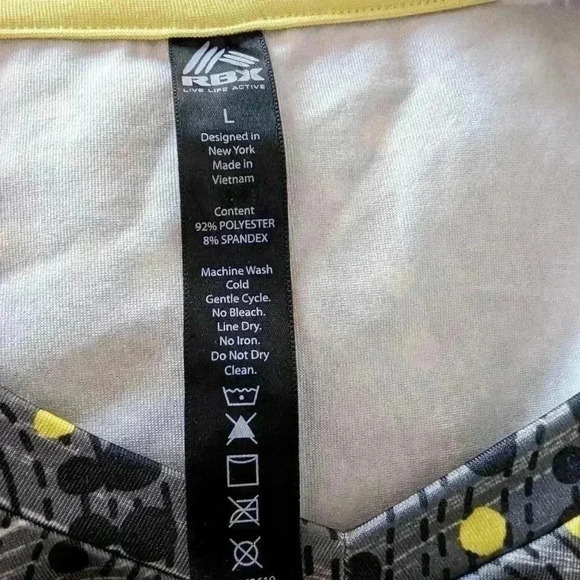 RBX
LIVE LIFE ACTIVE
L
Designed in
New York
Made in
Vietnam
Content
92% POLYESTER
8% SPANDEX
Machine Wash
Cold
Gentle Cycle.
No Bleach.
Line Dry.
No Iron.
Do Not Dry
Clean.